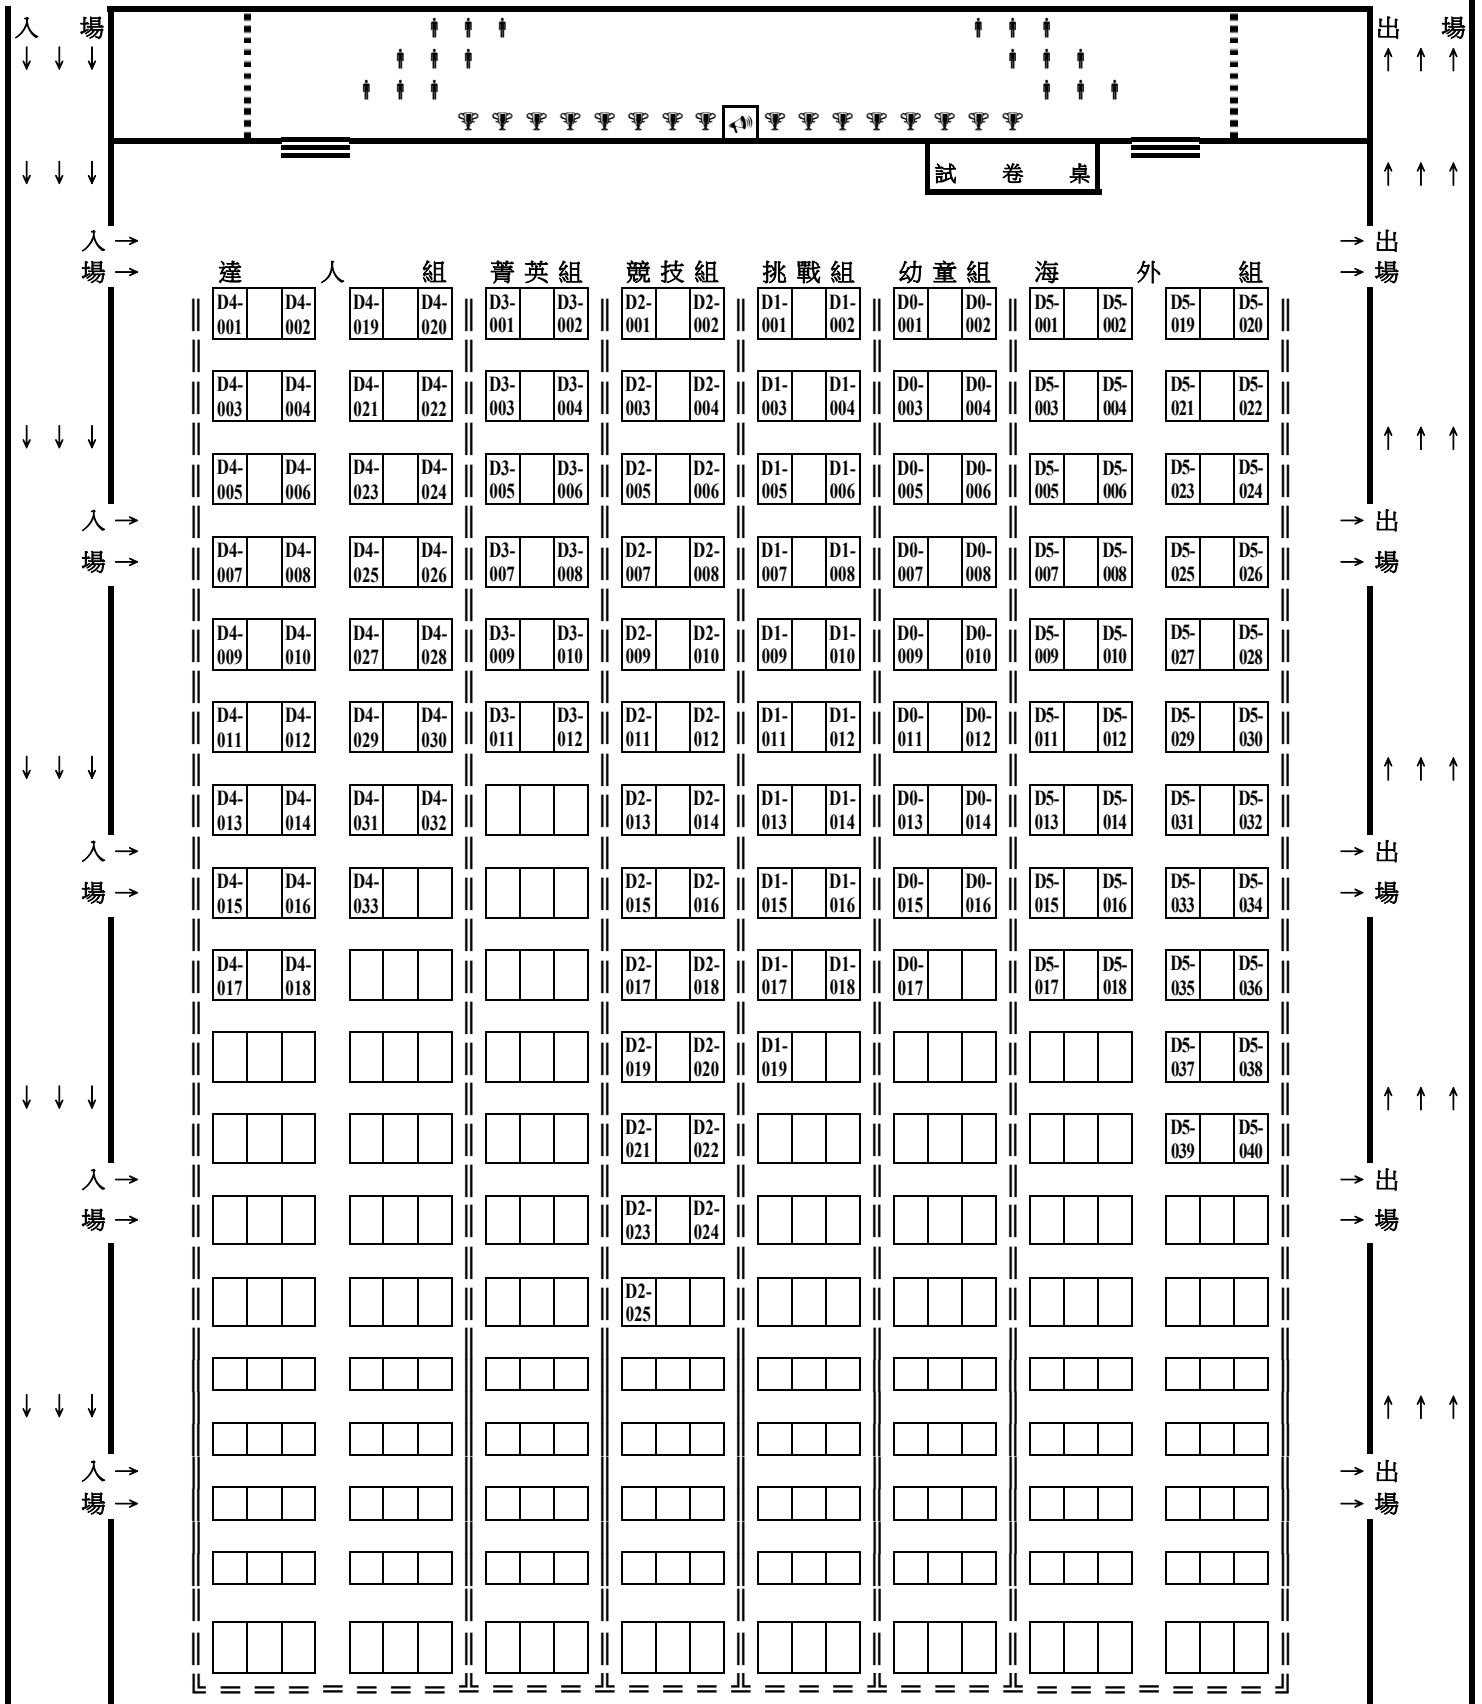 入 場 出 場
↓ ↓ ↓ ↑ ↑ ↑
↓ ↓ ↓ 試 卷 桌 ↑ ↑ ↑
入 → → 出
場 → 達 人 組 菁英組 競技組 挑戰組 幼童組 海 外 組 → 場
D4-001 D4-002 D4-019 D4-020 D3-001 D3-002 D2-001 D2-002 D1-001 D1-002 D0-001 D0-002 D5-001 D5-002 D5-019 D5-020
D4-003 D4-004 D4-021 D4-022 D3-003 D3-004 D2-003 D2-004 D1-003 D1-004 D0-003 D0-004 D5-003 D5-004 D5-021 D5-022
↓ ↓ ↓ ↑ ↑ ↑
D4-005 D4-006 D4-023 D4-024 D3-005 D3-006 D2-005 D2-006 D1-005 D1-006 D0-005 D0-006 D5-005 D5-006 D5-023 D5-024
入 → → 出
場 → D4-007 D4-008 D4-025 D4-026 D3-007 D3-008 D2-007 D2-008 D1-007 D1-008 D0-007 D0-008 D5-007 D5-008 D5-025 D5-026 → 場
D4-009 D4-010 D4-027 D4-028 D3-009 D3-010 D2-009 D2-010 D1-009 D1-010 D0-009 D0-010 D5-009 D5-010 D5-027 D5-028
D4-011 D4-012 D4-029 D4-030 D3-011 D3-012 D2-011 D2-012 D1-011 D1-012 D0-011 D0-012 D5-011 D5-012 D5-029 D5-030
↓ ↓ ↓ ↑ ↑ ↑
D4-013 D4-014 D4-031 D4-032 D2-013 D2-014 D1-013 D1-014 D0-013 D0-014 D5-013 D5-014 D5-031 D5-032
入 → → 出
場 → D4-015 D4-016 D4-033 D2-015 D2-016 D1-015 D1-016 D0-015 D0-016 D5-015 D5-016 D5-033 D5-034 → 場
D4-017 D4-018 D2-017 D2-018 D1-017 D1-018 D0-017 D5-017 D5-018 D5-035 D5-036
D2-019 D2-020 D1-019 D5-037 D5-038
↓ ↓ ↓ ↑ ↑ ↑
D2-021 D2-022 D5-039 D5-040
入 → → 出
場 → D2-023 D2-024 → 場
D2-025
↓ ↓ ↓ ↑ ↑ ↑
入 → → 出
場 → → 場